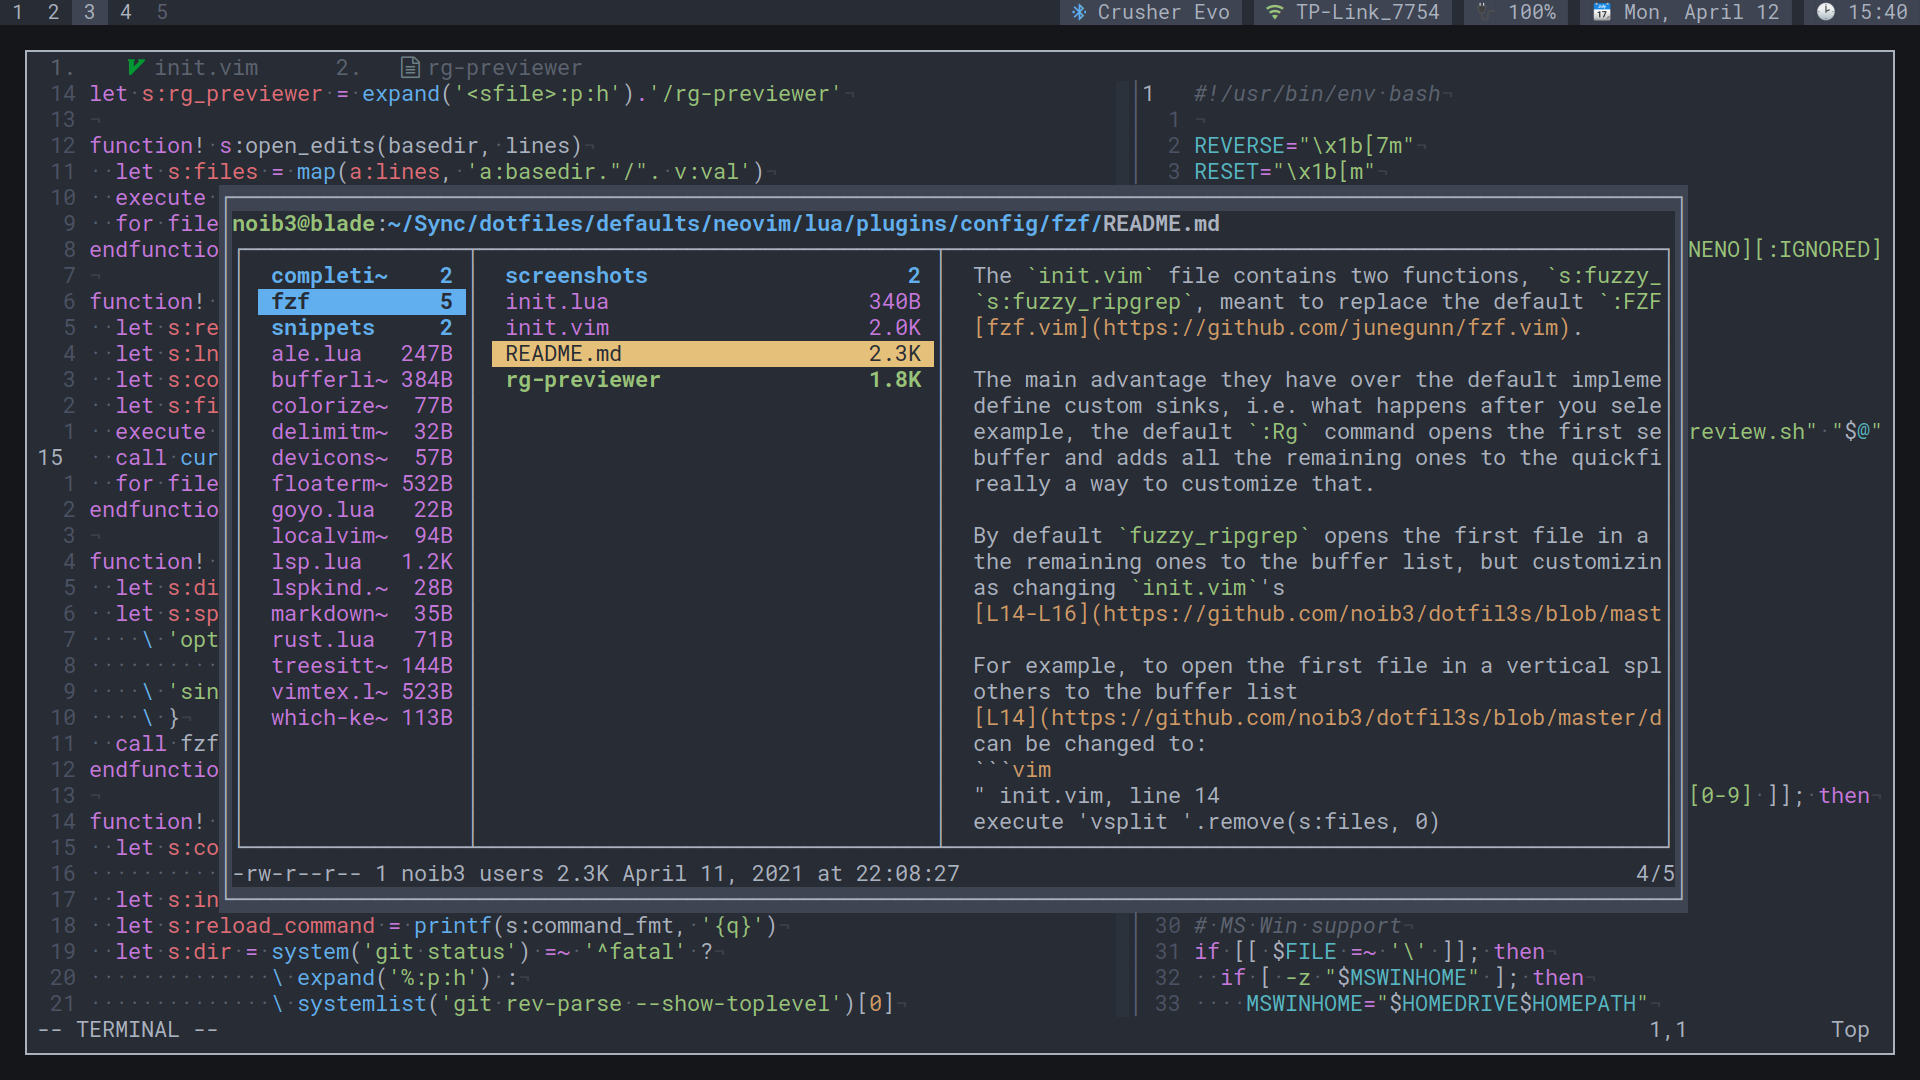 1 2 3 4 5 Crusher Evo TP-Link_7754 100% Mon, April 12 15:40
1. init.vim 2. rg-previewer
14 let s:rg_previewer = expand('<sfile>:p:h').'/rg-previewer'¬
13 ¬
12 function! s:open_edits(basedir, lines)¬
11 ··let s:files = map(a:lines, 'a:basedir."/". v:val')¬
10 ··execute
9 ··for file
8 endfunctio
7 ¬
6 function!
5 ··let s:re
4 ··let s:ln
3 ··let s:co
2 ··let s:fi
1 ··execute
15 ··call cur
1 ··for file
2 endfunctio
3 ¬
4 function!
5 ··let s:di
6 ··let s:sp
7 ····\ 'opt
8 ··········
9 ····\ 'sin
10 ····\ }¬
11 ··call fzf
12 endfunctio
13 ¬
14 function!
15 ··let s:co
16 ··········
17 ··let s:in
18 ··let s:reload_command = printf(s:command_fmt, '{q}')¬
19 ··let s:dir = system('git status') =~ '^fatal' ?¬
20 ··············\ expand('%:p:h') :¬
21 ··············\ systemlist('git rev-parse --show-toplevel')[0]¬
1 #!/usr/bin/env bash¬
1 ¬
2 REVERSE="\x1b[7m"¬
3 RESET="\x1b[m"¬
NENO][:IGNORED]
review.sh" "$@"
[0-9] ]]; then¬
30 # MS Win support¬
31 if [[ $FILE =~ '\' ]]; then¬
32 ··if [ -z "$MSWINHOME" ]; then¬
33 ····MSWINHOME="$HOMEDRIVE$HOMEPATH"¬
noib3@blade:~/Sync/dotfiles/defaults/neovim/lua/plugins/config/fzf/README.md
completi~ 2
fzf 5
snippets 2
ale.lua 247B
bufferli~ 384B
colorize~ 77B
delimitm~ 32B
devicons~ 57B
floaterm~ 532B
goyo.lua 22B
localvim~ 94B
lsp.lua 1.2K
lspkind.~ 28B
markdown~ 35B
rust.lua 71B
treesitt~ 144B
vimtex.l~ 523B
which-ke~ 113B
screenshots 2
init.lua 340B
init.vim 2.0K
README.md 2.3K
rg-previewer 1.8K
The `init.vim` file contains two functions, `s:fuzzy_
`s:fuzzy_ripgrep`, meant to replace the default `:FZF
[fzf.vim](https://github.com/junegunn/fzf.vim).
The main advantage they have over the default impleme
define custom sinks, i.e. what happens after you sele
example, the default `:Rg` command opens the first se
buffer and adds all the remaining ones to the quickfi
really a way to customize that.
By default `fuzzy_ripgrep` opens the first file in a
the remaining ones to the buffer list, but customizin
as changing `init.vim`'s
[L14-L16](https://github.com/noib3/dotfil3s/blob/mast
For example, to open the first file in a vertical spl
others to the buffer list
[L14](https://github.com/noib3/dotfil3s/blob/master/d
can be changed to:
```vim
" init.vim, line 14
execute 'vsplit '.remove(s:files, 0)
-rw-r--r-- 1 noib3 users 2.3K April 11, 2021 at 22:08:27 4/5
-- TERMINAL -- 1,1 Top